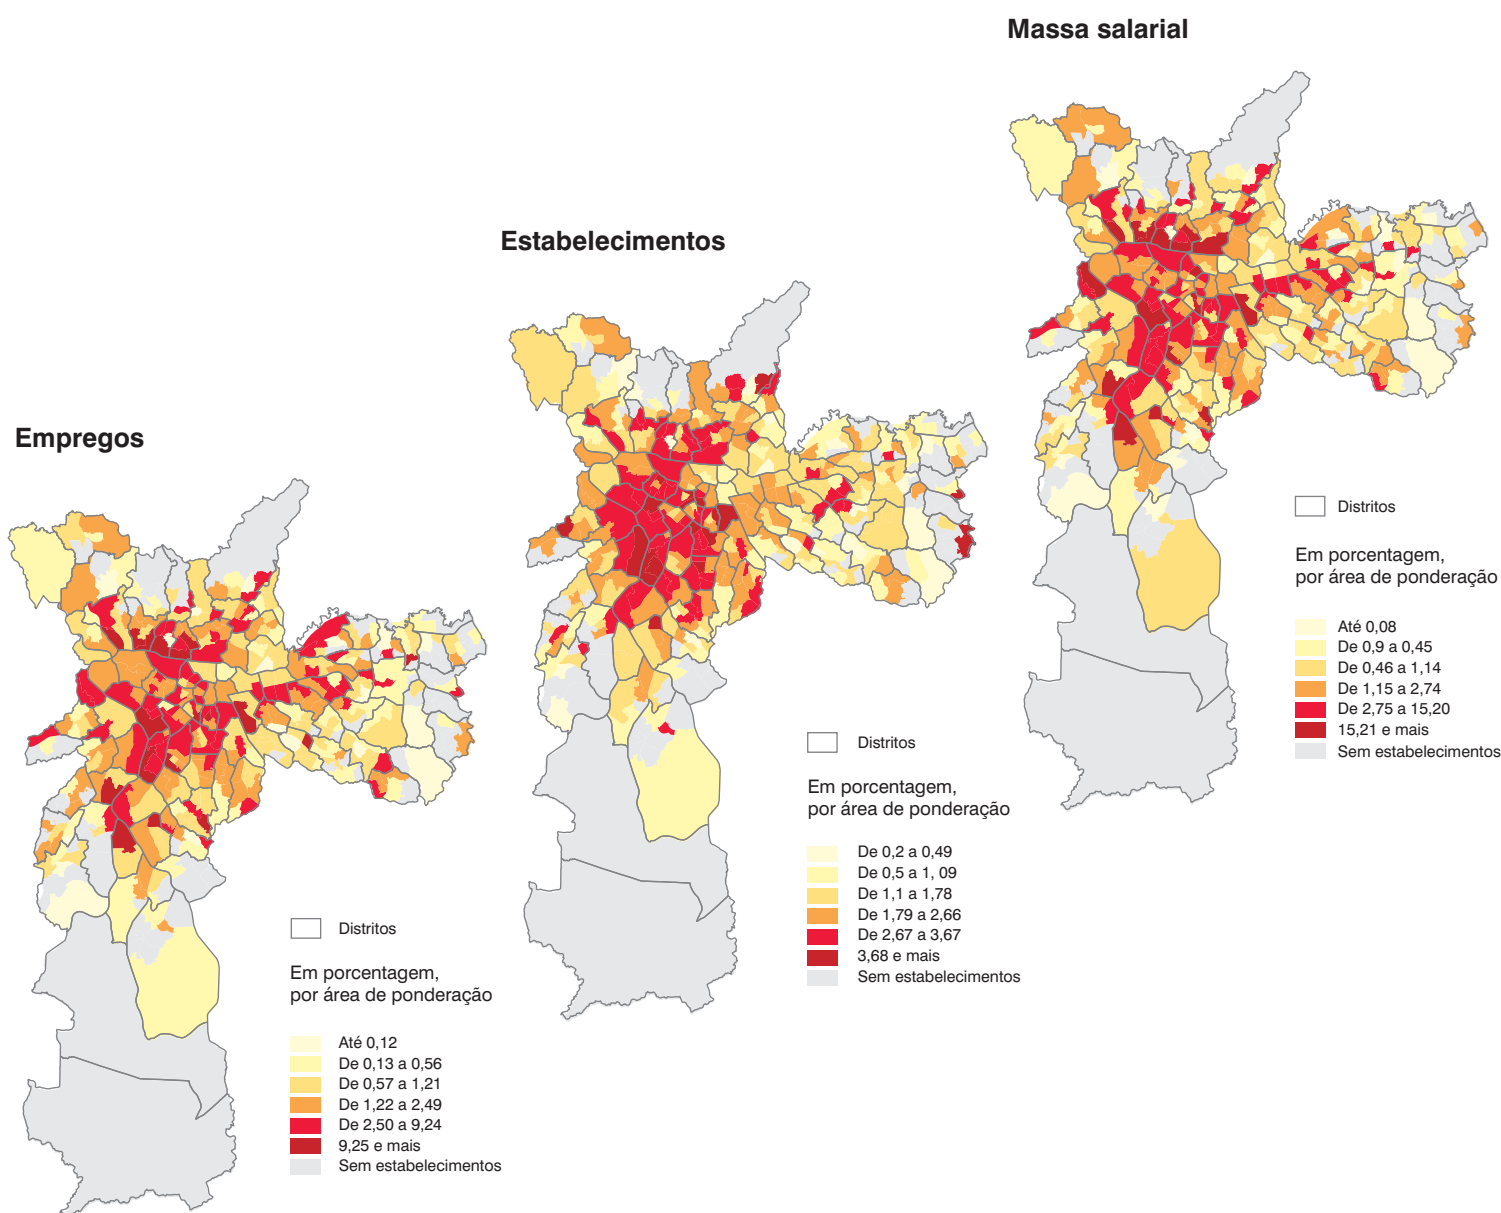 Empregos
Distritos
Em porcentagem,
por área de ponderação
Até 0,12
De 0,13 a 0,56
De 0,57 a 1,21
De 1,22 a 2,49
De 2,50 a 9,24
9,25 e mais
Sem estabelecimentos
Estabelecimentos
Distritos
Em porcentagem,
por área de ponderação
De 0,2 a 0,49
De 0,5 a 1, 09
De 1,1 a 1,78
De 1,79 a 2,66
De 2,67 a 3,67
3,68 e mais
Sem estabelecimentos
Massa salarial
Distritos
Em porcentagem,
por área de ponderação
Até 0,08
De 0,9 a 0,45
De 0,46 a 1,14
De 1,15 a 2,74
De 2,75 a 15,20
15,21 e mais
Sem estabelecimentos